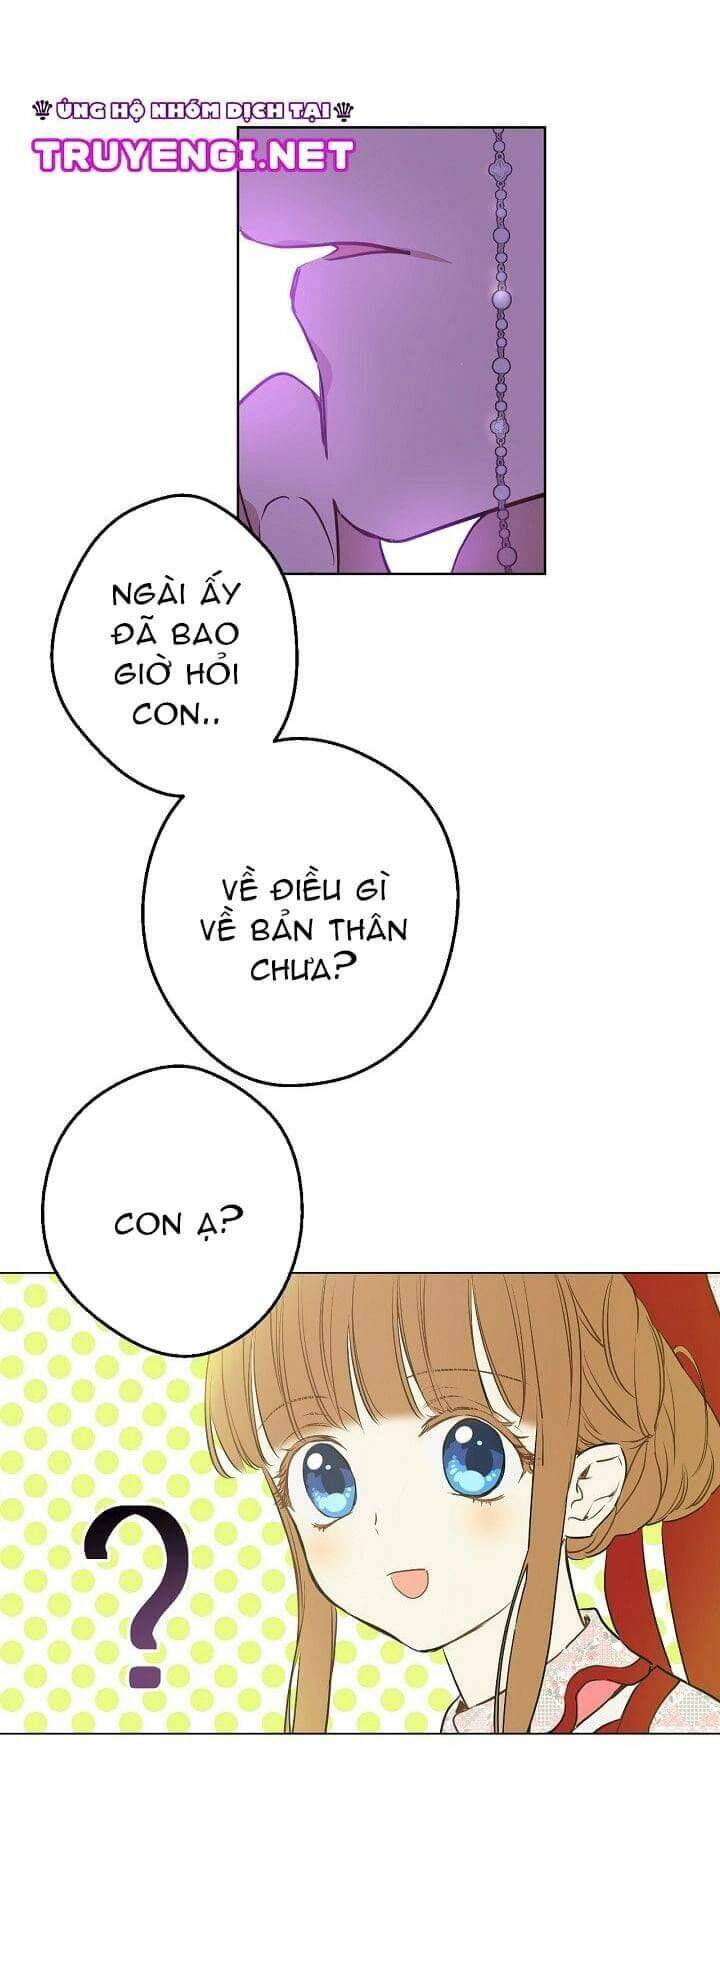 ỦNG HỘ NHÓM DỊCH TẠI
TRUYENGI.NET
NGÀI ẤY
ĐÃ BAO
GIỜ HỎI
CON..
VỀ ĐIỀU GÌ
VỀ BẢN THÂN
CHƯA?
CON Ạ?
?